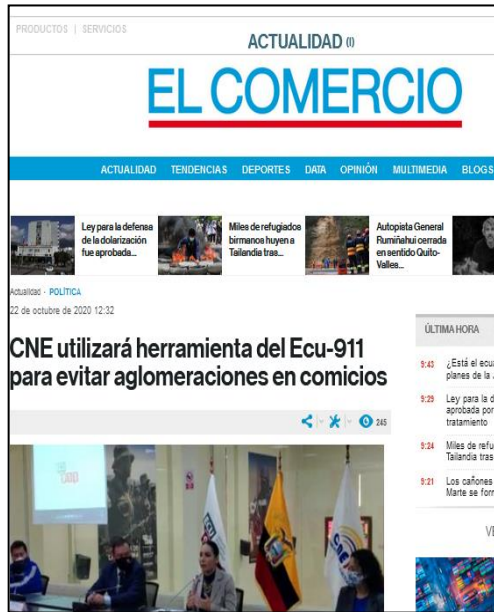 PRODUCTOS | SERVICIOS
ACTUALIDAD (I)
EL COMERCIO
ACTUALIDAD TENDENCIAS DEPORTES DATA OPINIÓN MULTIMEDIA BLOGS
Ley para la defensa
de la dolarización
fue aprobada...
Miles de refugiados
birmanos huyen a
Tailandia tras...
Autopista General
Rumiñahui cerrada
en sentido Quito-
Valles...
Actualidad - POLÍTICA
22 de octubre de 2020 12:32
CNE utilizará herramienta del Ecu-911
para evitar aglomeraciones en comicios
245
ÚLTIMA HORA
9:43 ¿Está el
planes de la
9:29 Ley para la
aprobada por
tratamiento
9:24 Miles de
Tailandia tras
9:21 Los cañones
Marte se